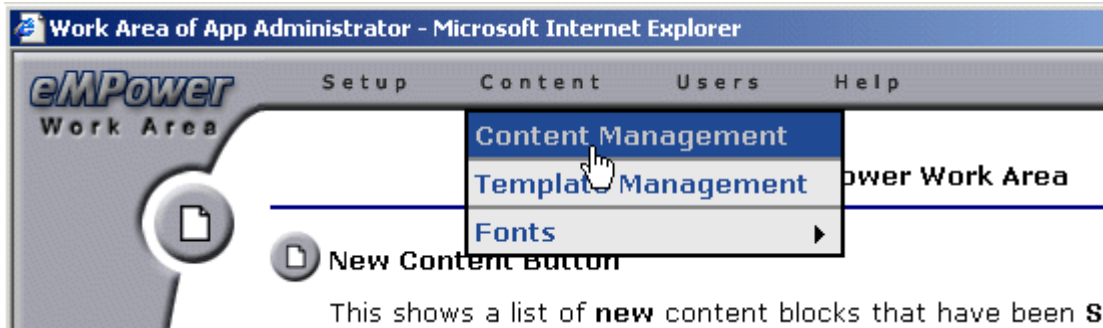 Work Area of App Administrator - Microsoft Internet Explorer
eMPower Setup Content Users Help
Work Area
Content Management
Template Management
ower Work Area
Fonts
New Content Button
This shows a list of new content blocks that have been S